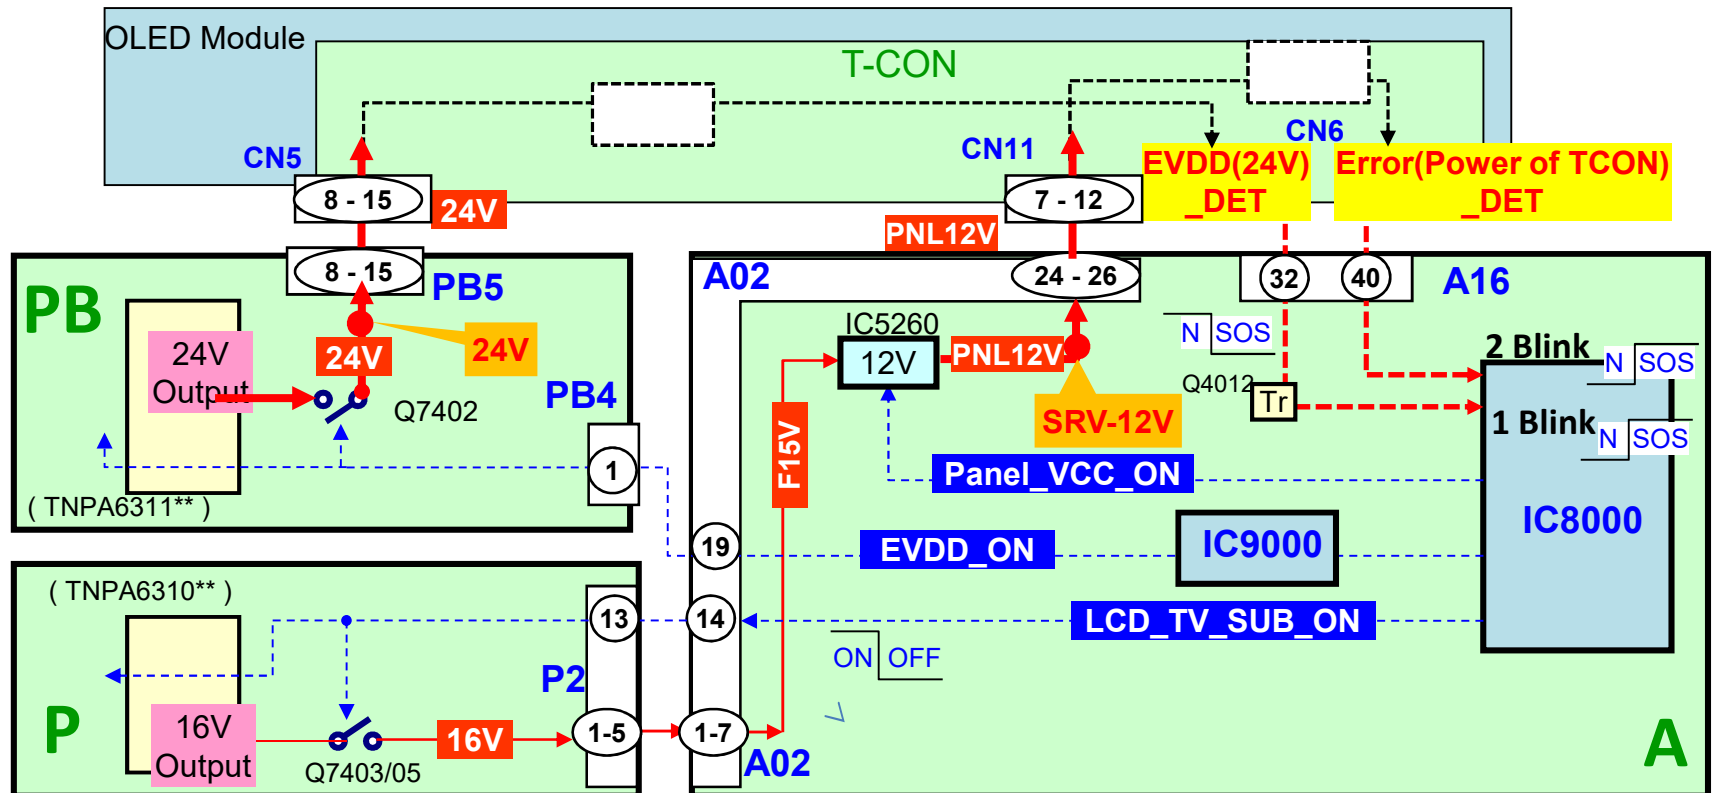 OLED Module
T-CON
CN5
CN11
CN6
EVDD(24V)
_DET
Error(Power of TCON)
_DET
8 - 15
24V
7 - 12
PNL12V
8 - 15
PB5
A02
24 - 26
32
40
A16
PB
24V
Output
24V
24V
Q7402
PB4
1
( TNPA6311** )
IC5260
12V
PNL12V
SRV-12V
F15V
N SOS
Q4012
Tr
2 Blink
N SOS
1 Blink
N SOS
Panel_VCC_ON
IC8000
19
EVDD_ON
IC9000
( TNPA6310** )
13
14
LCD_TV_SUB_ON
ON OFF
P2
P
16V
Output
Q7403/05
16V
1-5
1-7
A02
A